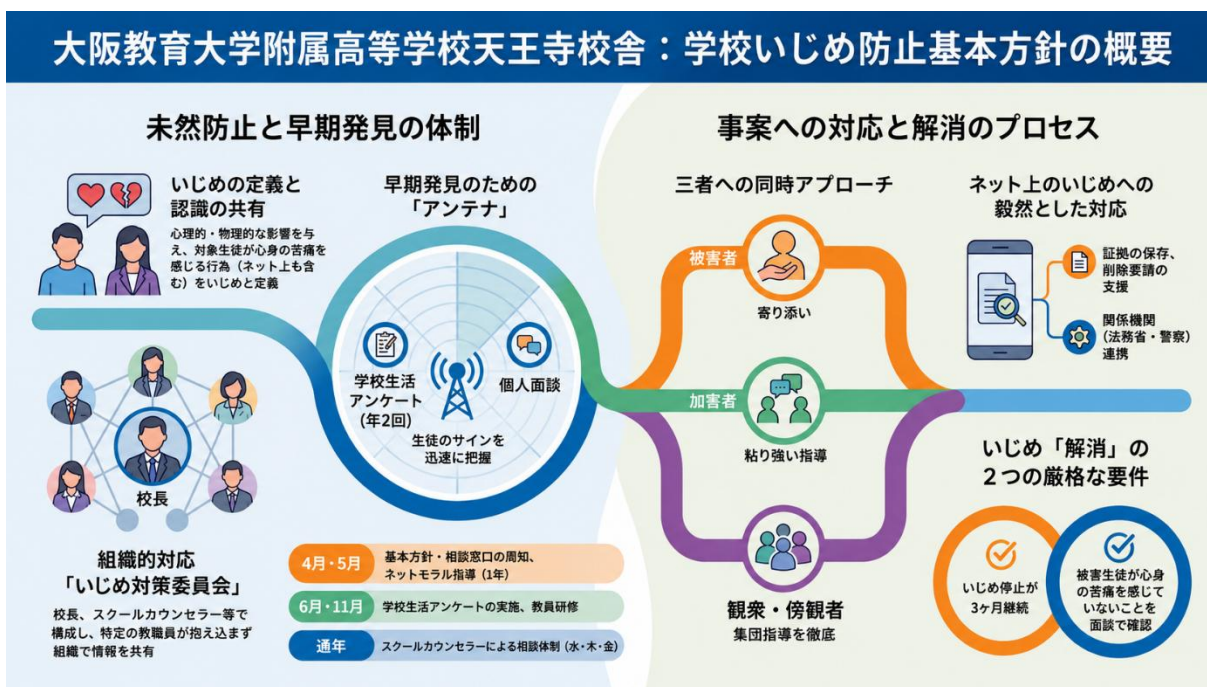 大阪教育大学附属高等学校天王寺校舎：学校いじめ防止基本方針の概要
未然防止と早期発見の体制
いじめの定義と
認識の共有
心理的・物理的な影響を与
え、対象生徒が心身の苦痛を
感じる行為（ネット上も含
む）をいじめと定義
早期発見のための
「アンテナ」
学校生活
アンケート
（年2回）
個人面談
生徒のサインを
迅速に把握
校長
組織的対応
「いじめ対策委員会」
校長、スクールカウンセラー等で
構成し、特定の教職員が抱え込まず
組織で情報を共有
4月・5月
基本方針・相談窓口の周知、
ネットモラル指導（1年）
6月・11月
学校生活アンケートの実施、教員研修
通年
スクールカウンセラーによる相談体制（水・木・金）
事案への対応と解消のプロセス
三者への同時アプローチ
被害者
寄り添い
加害者
粘り強い指導
観衆・傍観者
集団指導を徹底
ネット上のいじめへの
毅然とした対応
証拠の保存、
削除要請の
支援
関係機関
（法務省・警察）
連携
いじめ「解消」の
２つの厳格な要件
いじめ停止が
3ヶ月継続
被害生徒が心身
の苦痛を感じて
いないことを
面談で確認